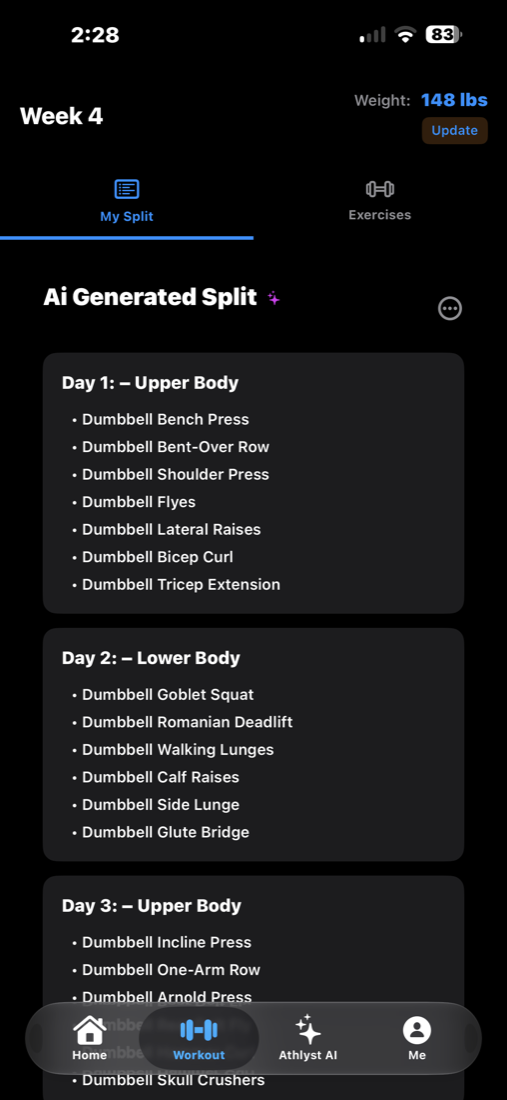 2:28
83
Week 4
Weight: 148 lbs
Update
My Split
Exercises
Ai Generated Split
Day 1: – Upper Body
• Dumbbell Bench Press
• Dumbbell Bent-Over Row
• Dumbbell Shoulder Press
• Dumbbell Flyes
• Dumbbell Lateral Raises
• Dumbbell Bicep Curl
• Dumbbell Tricep Extension
Day 2: – Lower Body
• Dumbbell Goblet Squat
• Dumbbell Romanian Deadlift
• Dumbbell Walking Lunges
• Dumbbell Calf Raises
• Dumbbell Side Lunge
• Dumbbell Glute Bridge
Day 3: – Upper Body
• Dumbbell Incline Press
• Dumbbell One-Arm Row
• Dumbbell Arnold Press
Home
Workout
Athlyst AI
Me
• Dumbbell Skull Crushers